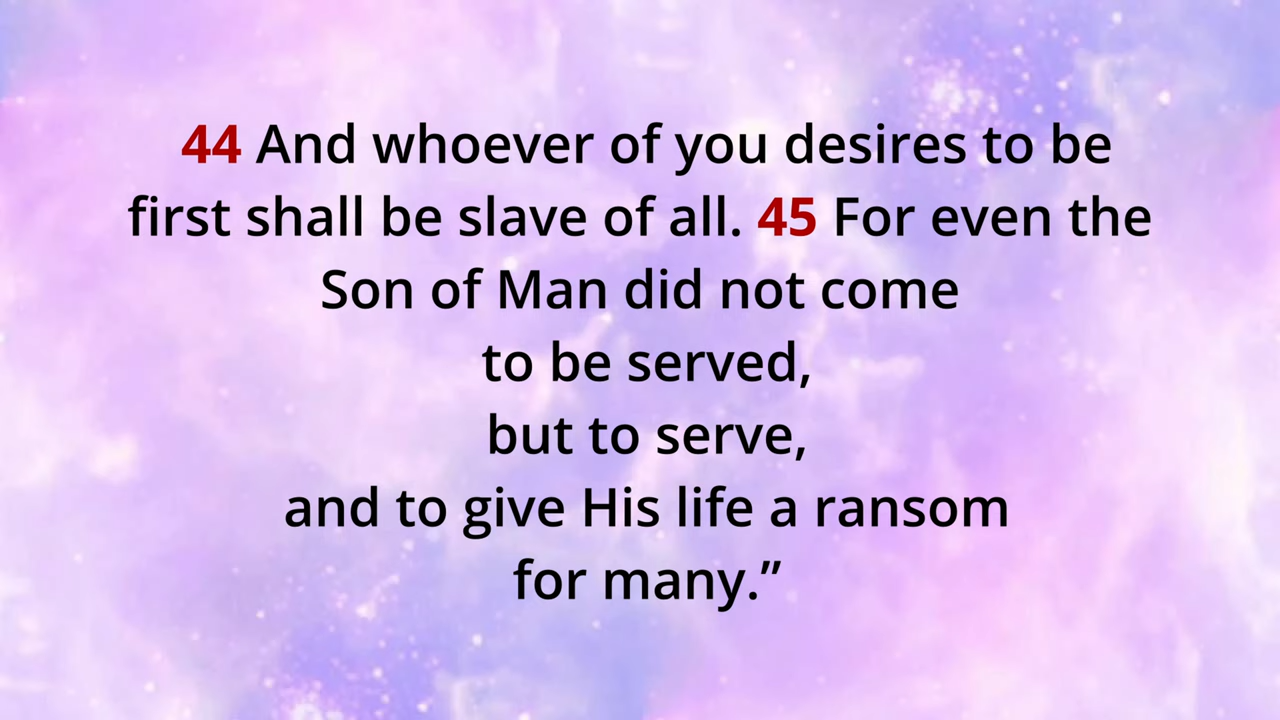 44 And whoever of you desires to be
first shall be slave of all. 45 For even the
Son of Man did not come
to be served,
but to serve,
and to give His life a ransom
for many.”